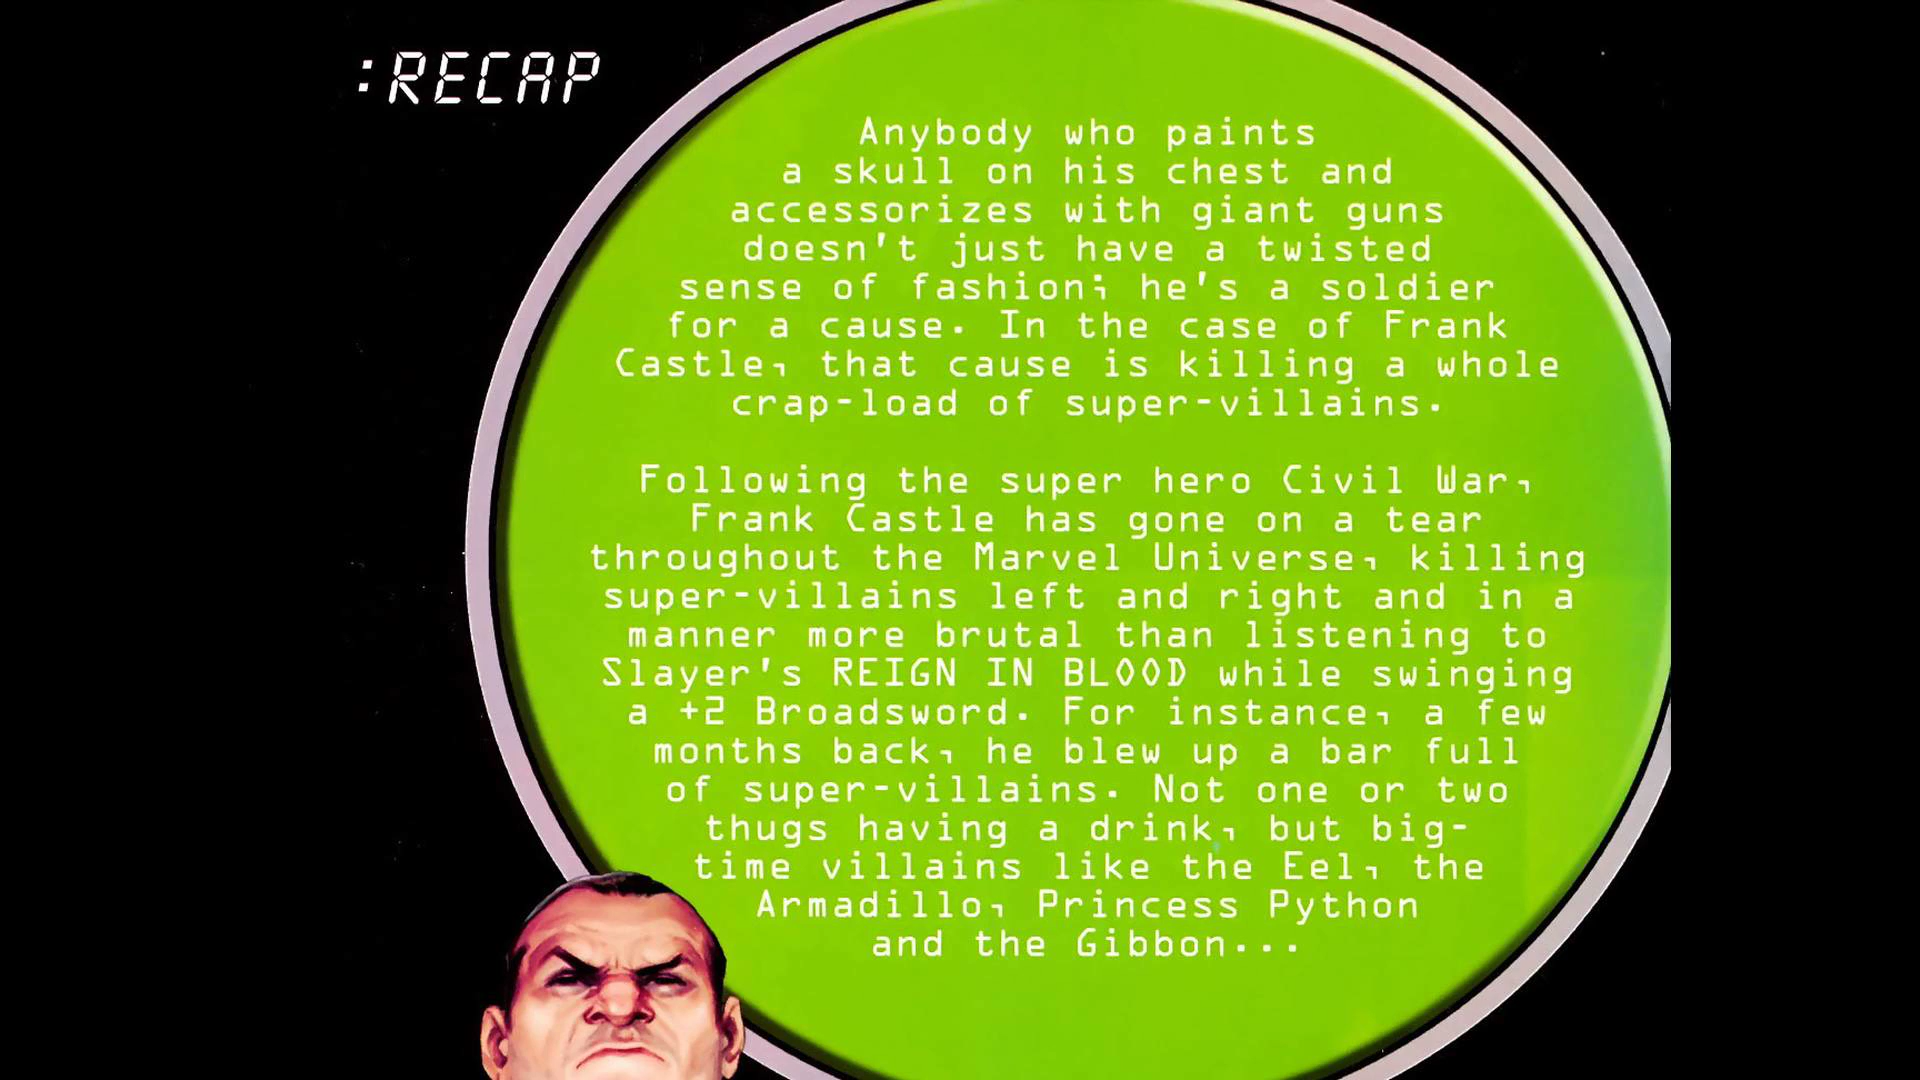 :RECAP
Anybody who paints
a skull on his chest and
accessorizes with giant guns
doesn't just have a twisted
sense of fashion; he's a soldier
for a cause. In the case of Frank
Castle, that cause is killing a whole
crap-load of super-villains.
Following the super hero Civil War,
Frank Castle has gone on a tear
throughout the Marvel Universe, killing
super-villains left and right and in a
manner more brutal than listening to
Slayer's REIGN IN BLOOD while swinging
a +2 Broadsword. For instance, a few
months back, he blew up a bar full
of super-villains. Not one or two
thugs having a drink, but big-
time villains like the Eel, the
Armadillo, Princess Python
and the Gibbon...